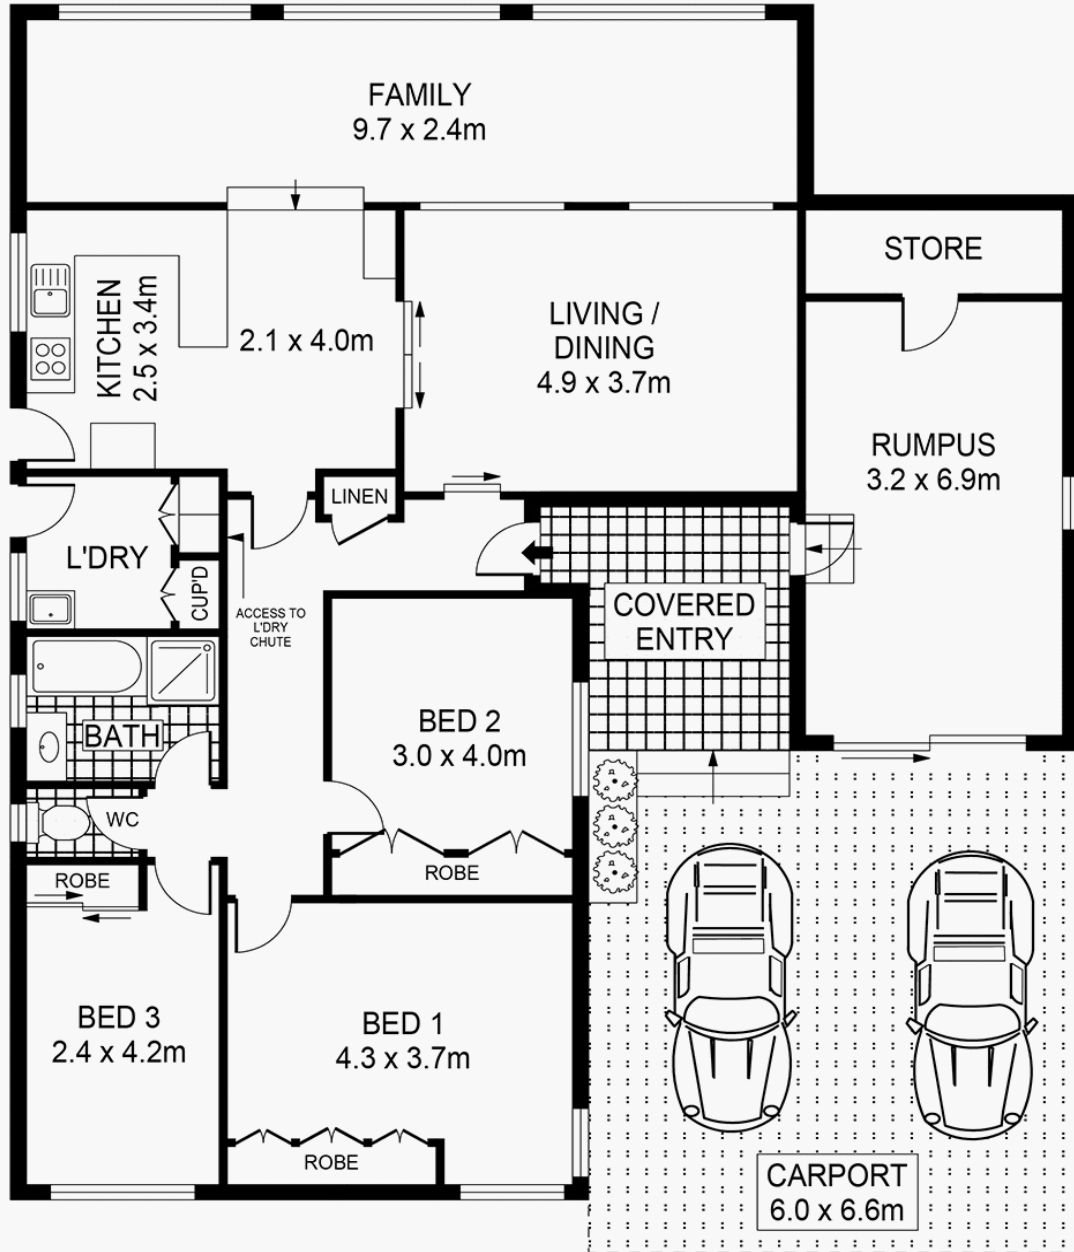 FAMILY
9.7 x 2.4m
STORE
KITCHEN
2.5 x 3.4m
2.1 x 4.0m
LIVING /
DINING
4.9 x 3.7m
RUMPUS
3.2 x 6.9m
LINEN
L'DRY
CUP'D
ACCESS TO
L'DRY
CHUTE
COVERED
ENTRY
BATH
BED 2
3.0 x 4.0m
WC
ROBE
ROBE
BED 3
2.4 x 4.2m
BED 1
4.3 x 3.7m
ROBE
CARPORT
6.0 x 6.6m